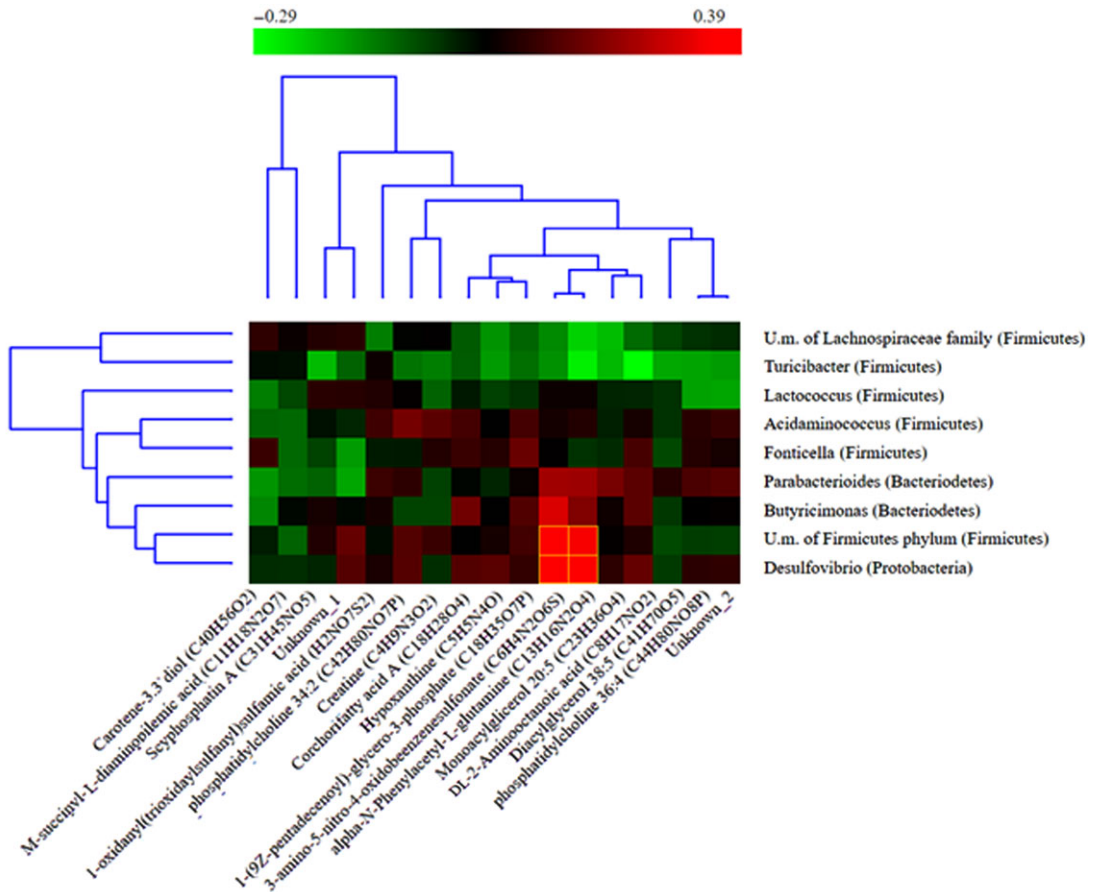 −0.29 0.39
U.m. of Lachnospiraceae family (Firmicutes)
Turicibacter (Firmicutes)
Lactococcus (Firmicutes)
Acidaminococcus (Firmicutes)
Fonticella (Firmicutes)
Parabacterioides (Bacteriodetes)
Butyricimonas (Bacteriodetes)
U.m. of Firmicutes phylum (Firmicutes)
Desulfovibrio (Protobacteria)
Carotene-3.3' diol (C40H56O2)
M-succinyl-L-diaminopilemic acid (C11H18N2O7)
Scyphosphatin A (C31H45NO5)
Unknown_1
1-oxidanyl(trioxidaylsulfanyl)sulfamic acid (H2NO7S2)
phosphatidylcholine 34:2 (C42H80NO7P)
Creatine (C4H9N3O2)
Corchorifatty acid A (C18H28O4)
Hypoxanthine (C5H5N4O)
1-(9Z-pentadecenoyl)-glycero-3-phosphate (C18H35O7P)
3-amino-5-nitro-4-oxidobeenzenesulfonate (C6H4N2O6S)
alpha-N-Phenylacetyl-L-glutamine (C13H16N2O4)
Monoacylglicerol 20:5 (C23H36O4)
DL-2-Aminooctanoic acid (C8H17NO2)
Diacylglycerol 38:5 (C41H70O5)
phosphatidylcholine 36:4 (C44H80NO8P)
Unknown_2